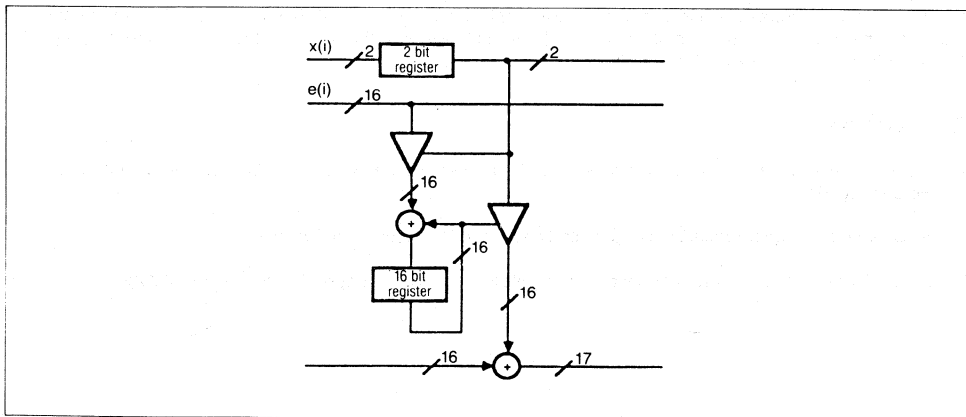 x(i)
2
2 bit
register
2
e(i)
16
16
+
16
16 bit
register
16
16
+
17